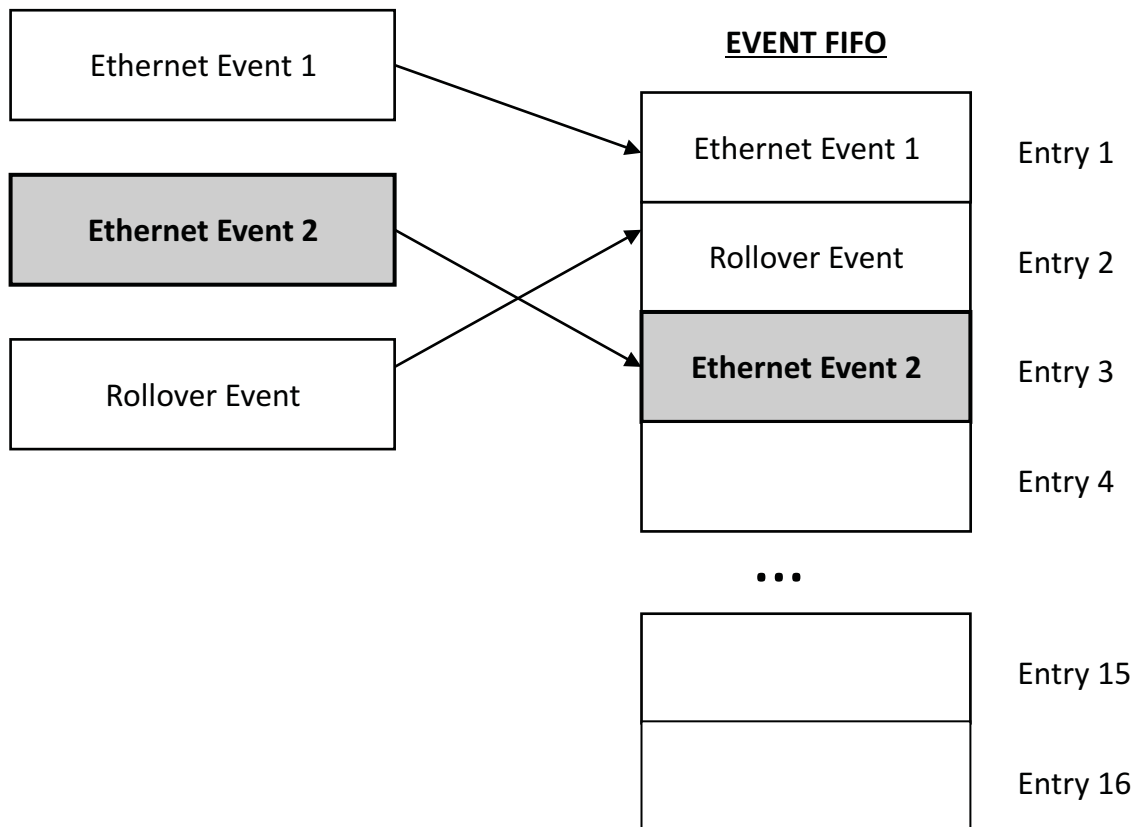 Ethernet Event 1
Ethernet Event 2
Rollover Event
EVENT FIFO
Ethernet Event 1
Entry 1
Rollover Event
Entry 2
Ethernet Event 2
Entry 3
Entry 4
...
Entry 15
Entry 16